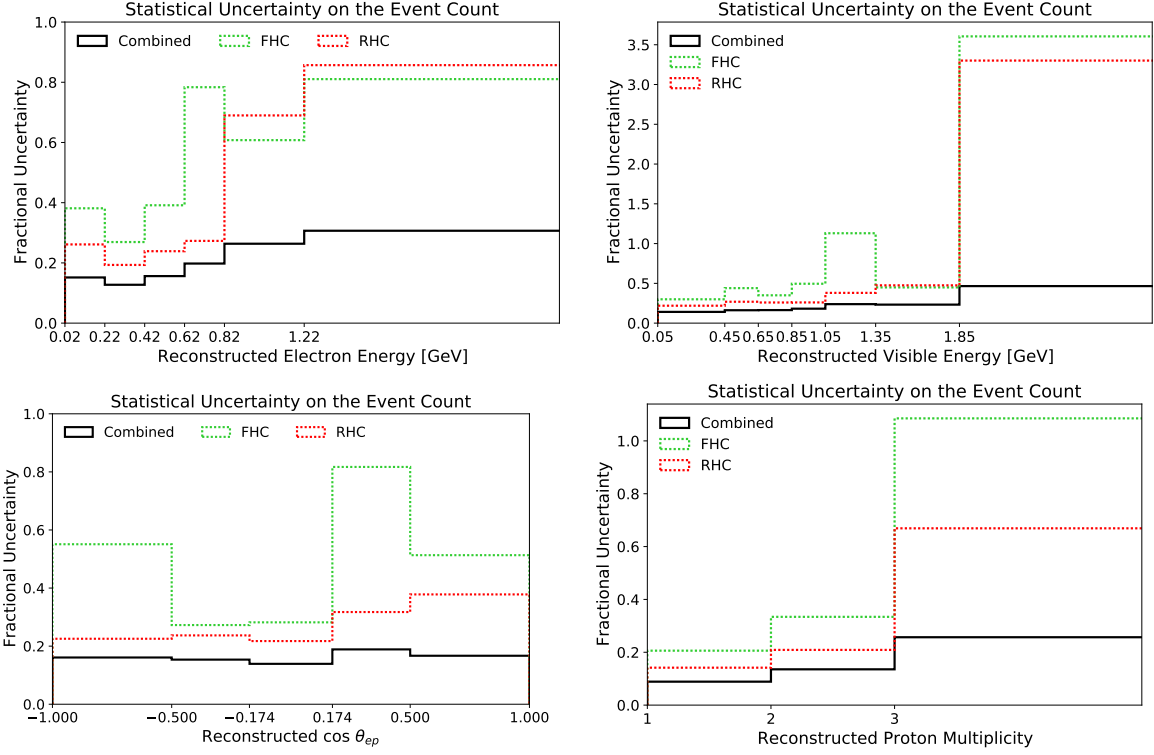 Statistical Uncertainty on the Event Count
Combined FHC RHC
Fractional Uncertainty
1.0
0.8
0.6
0.4
0.2
0.0
0.02 0.22 0.42 0.62 0.82 1.22
Reconstructed Electron Energy [GeV]
Statistical Uncertainty on the Event Count
Combined
FHC
RHC
Fractional Uncertainty
3.5
3.0
2.5
2.0
1.5
1.0
0.5
0.0
0.05 0.45 0.65 0.85 1.05 1.35 1.85
Reconstructed Visible Energy [GeV]
Statistical Uncertainty on the Event Count
Combined FHC RHC
Fractional Uncertainty
1.0
0.8
0.6
0.4
0.2
0.0
−1.000 −0.500 −0.174 0.174 0.500 1.000
Reconstructed cos θep
Statistical Uncertainty on the Event Count
Combined
FHC
RHC
Fractional Uncertainty
1.0
0.8
0.6
0.4
0.2
0.0
1 2 3
Reconstructed Proton Multiplicity